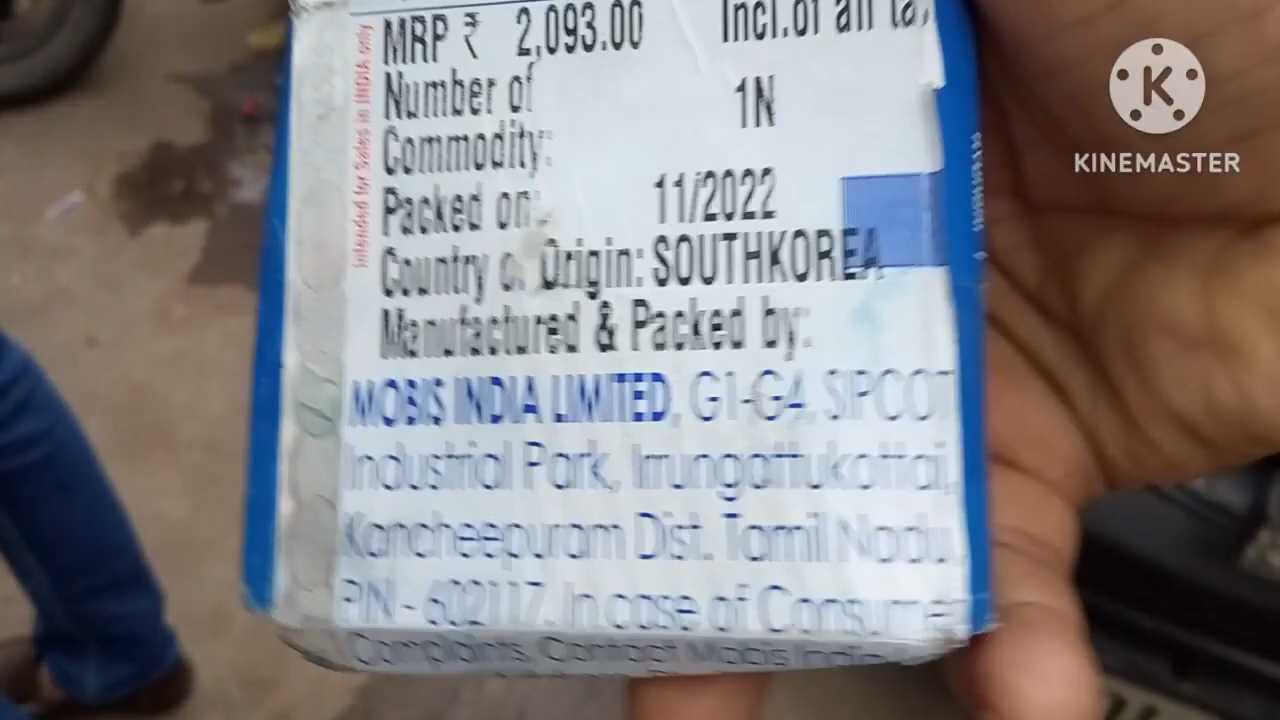 MRP ₹ 2,093.00 Incl.of all ta
Intended for Sales in INDIA only
Number of
Commodity: 1N
Packed on: 11/2022
Country o Origin: SOUTHKOREA
Manufactured & Packed by:
MOBIS INDIA LIMITED, G1-G4, SIPCOT
Industrial Park, Irrungattukottai,
Kancheepuram Dist. Tamil Nadu.
PIN - 602117. In case of Consumer
Complaints, Contact Mobis India
K
KINEMASTER